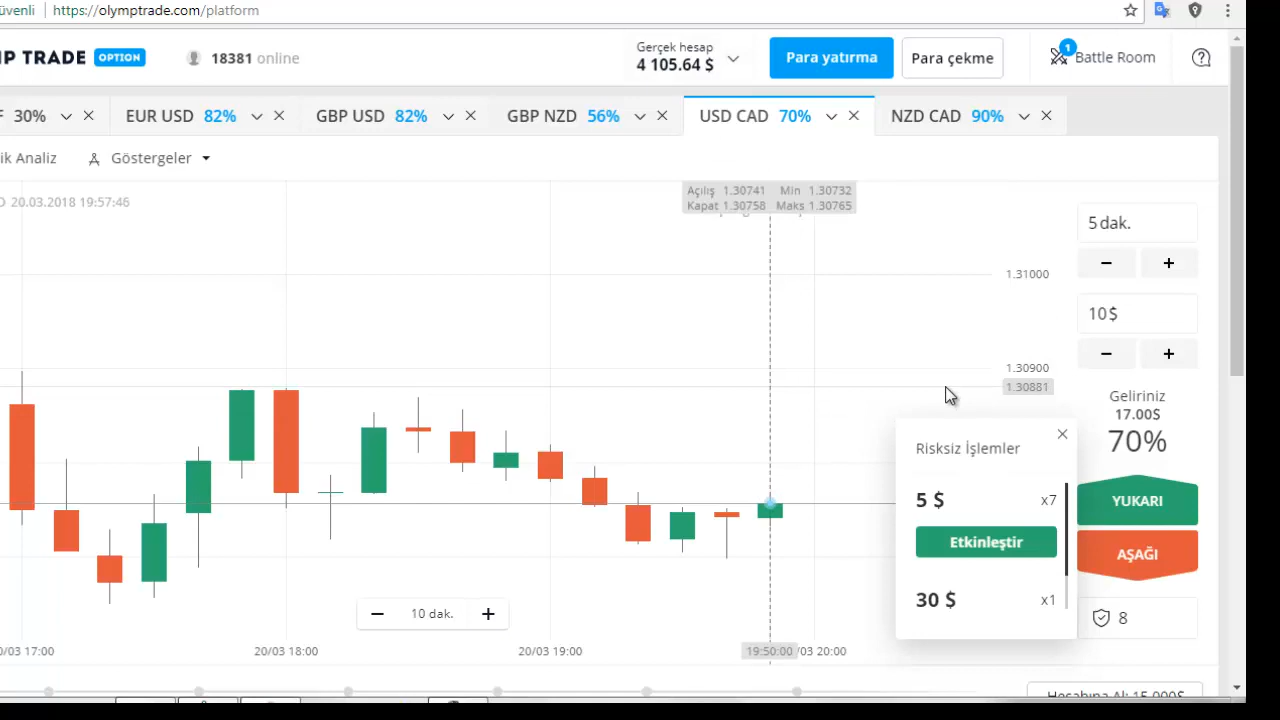 üvenli https://olymptrade.com/platform
P TRADE OPTION 18381 online
Gerçek hesap
4 105.64 $
Para yatırma Para çekme 1 Battle Room
30% EUR USD 82% GBP USD 82% GBP NZD 56% USD CAD 70% NZD CAD 90%
ik Analiz Göstergeler
D 20.03.2018 19:57:46
Açılış 1.30741 Min 1.30732
Kapat 1.30758 Maks 1.30765
5 dak.
− +
10 $
− +
1.31000
1.30900
1.30881
Geliriniz
17.00$
70%
YUKARI
AŞAĞI
8
Risksiz İşlemler
5 $ x7
Etkinleştir
30 $ x1
− 10 dak. +
0/03 17:00 20/03 18:00 20/03 19:00 19:50:00 /03 20:00
Hesabına Al: 15,000$